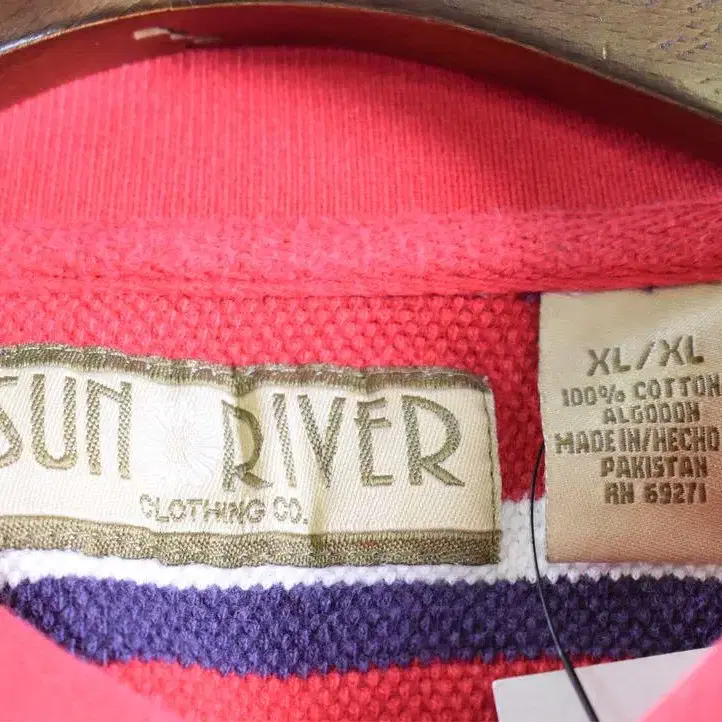 SUN RIVER
CLOTHING CO.
XL/XL
100% COTTON
ALGODON
MADE IN/HECHO
PAKISTAN
RN 69271